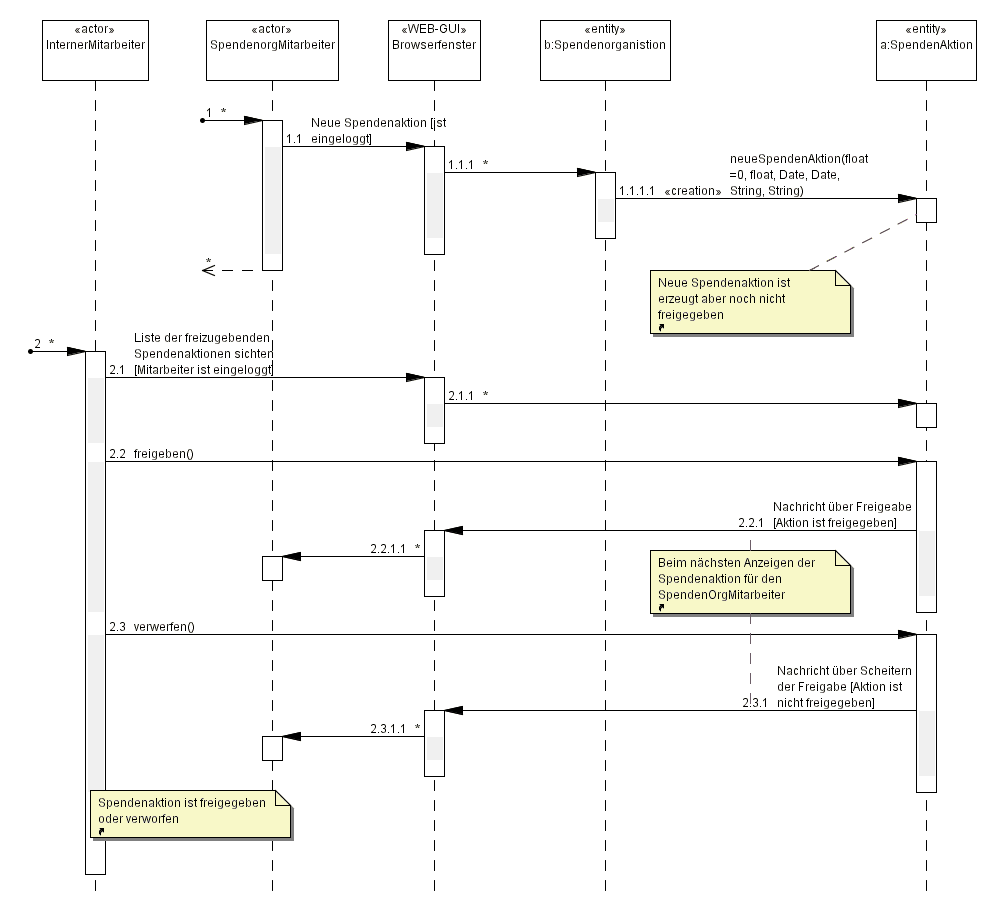 «actor»
InternerMitarbeiter
«actor»
SpendenorgMitarbeiter
«WEB-GUI»
Browserfenster
«entity»
b:Spendenorganistion
«entity»
a:SpendenAktion
1 *
Neue Spendenaktion [ist
1.1 eingeloggt]
1.1.1 *
neueSpendenAktion(float
=0, float, Date, Date,
1.1.1.1 «creation» String, String)
*
Neue Spendenaktion ist
erzeugt aber noch nicht
freigegeben
2 *
Liste der freizugebenden
Spendenaktionen sichten
2.1 [Mitarbeiter ist eingeloggt]
2.1.1 *
2.2 freigeben()
Nachricht über Freigeabe
2.2.1 [Aktion ist freigegeben]
2.2.1.1 *
Beim nächsten Anzeigen der
Spendenaktion für den
SpendenOrgMitarbeiter
2.3 verwerfen()
Nachricht über Scheitern
der Freigabe [Aktion ist
2.3.1 nicht freigegeben]
2.3.1.1 *
Spendenaktion ist freigegeben
oder verworfen